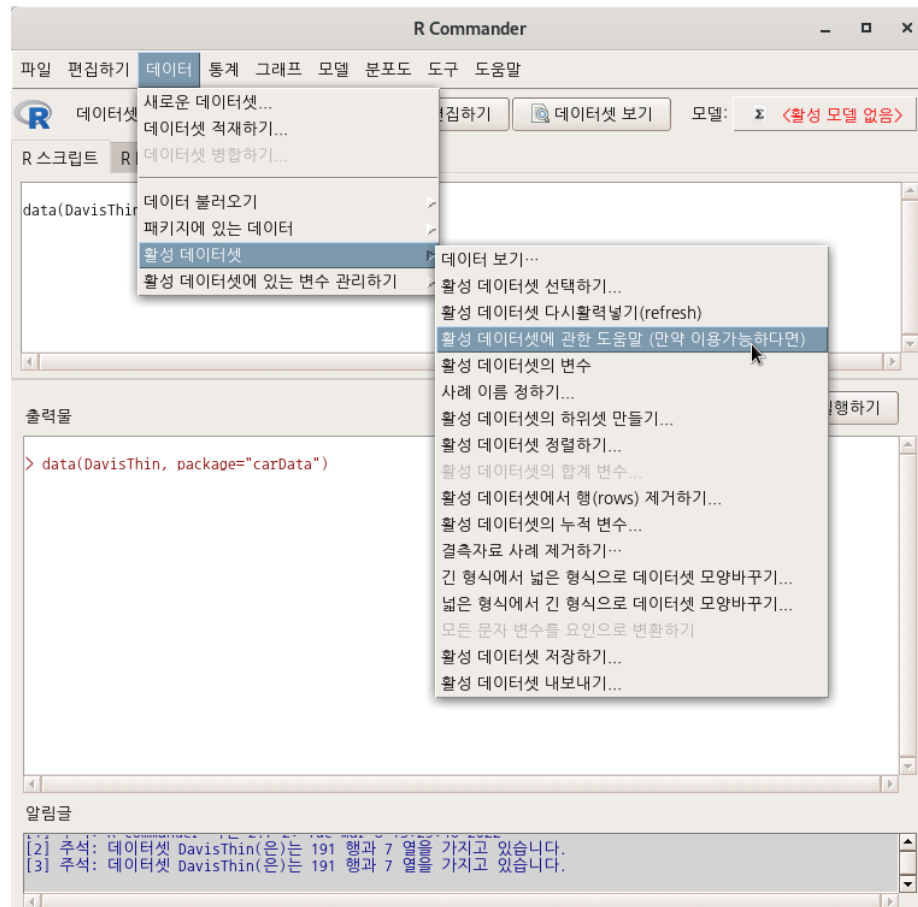 R Commander
파일 편집하기 데이터 통계 그래프 모델 분포도 도구 도움말
데이터셋 집하기 데이터셋 보기 모델: Σ <활성 모델 없음>
새로운 데이터셋...
데이터셋 적재하기...
데이터셋 병합하기...
데이터 불러오기
패키지에 있는 데이터
활성 데이터셋
활성 데이터셋에 있는 변수 관리하기
R 스크립트 R
data(DavisThin
데이터 보기…
활성 데이터셋 선택하기...
활성 데이터셋 다시활력넣기(refresh)
활성 데이터셋에 관한 도움말 (만약 이용가능하다면)
활성 데이터셋의 변수
사례 이름 정하기...
활성 데이터셋의 하위셋 만들기...
활성 데이터셋 정렬하기...
활성 데이터셋의 합계 변수...
활성 데이터셋에서 행(rows) 제거하기...
활성 데이터셋의 누적 변수...
결측자료 사례 제거하기…
긴 형식에서 넓은 형식으로 데이터셋 모양바꾸기...
넓은 형식에서 긴 형식으로 데이터셋 모양바꾸기...
모든 문자 변수를 요인으로 변환하기
활성 데이터셋 저장하기...
활성 데이터셋 내보내기...
행하기
출력물
> data(DavisThin, package="carData")
알림글
[2] 주석: 데이터셋 DavisThin(은)는 191 행과 7 열을 가지고 있습니다.
[3] 주석: 데이터셋 DavisThin(은)는 191 행과 7 열을 가지고 있습니다.